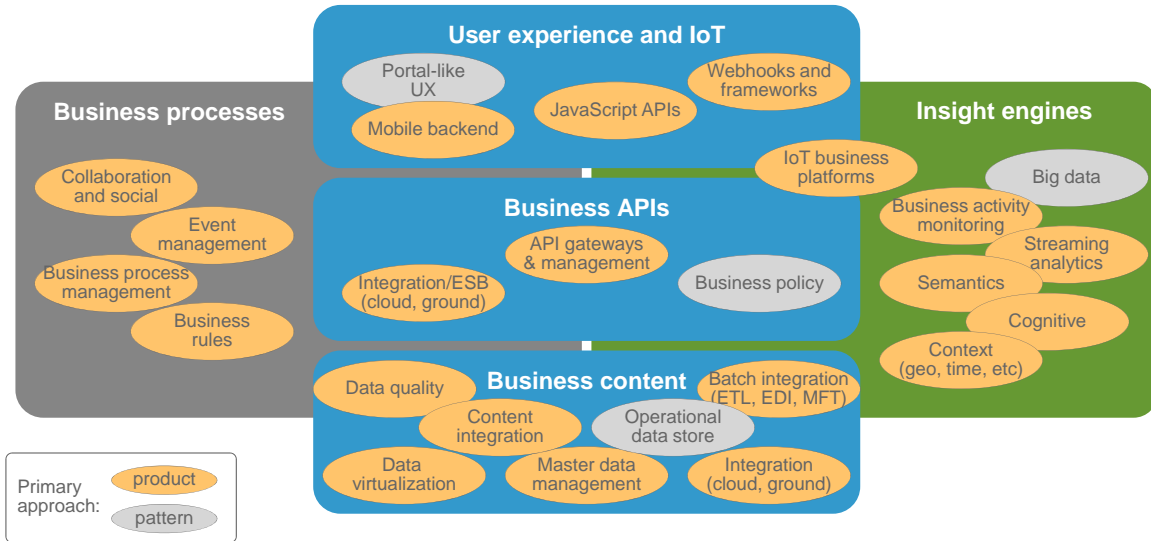 User experience and IoT
Portal-like
UX
Mobile backend
JavaScript APIs
Webhooks and
frameworks
Business processes
Collaboration
and social
Event
management
Business process
management
Business
rules
Business APIs
API gateways
& management
Integration/ESB
(cloud, ground)
Business policy
Insight engines
IoT business
platforms
Big data
Business activity
monitoring
Streaming
analytics
Semantics
Cognitive
Context
(geo, time, etc)
Business content
Data quality
Batch integration
(ETL, EDI, MFT)
Content
integration
Operational
data store
Data
virtualization
Master data
management
Integration
(cloud, ground)
Primary
approach:
product
pattern